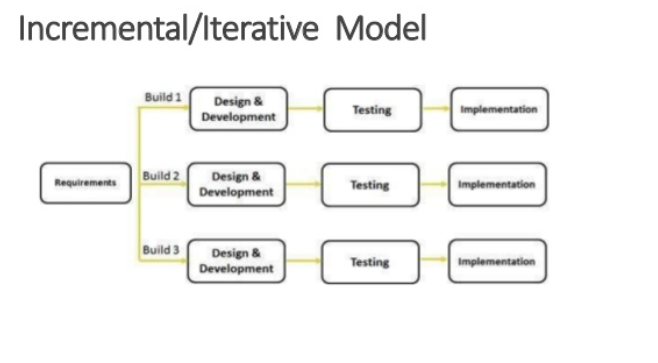 Incremental/Iterative Model
Build 1
Design &
Development
Testing
Implementation
Requirements
Build 2
Design &
Development
Testing
Implementation
Build 3
Design &
Development
Testing
Implementation